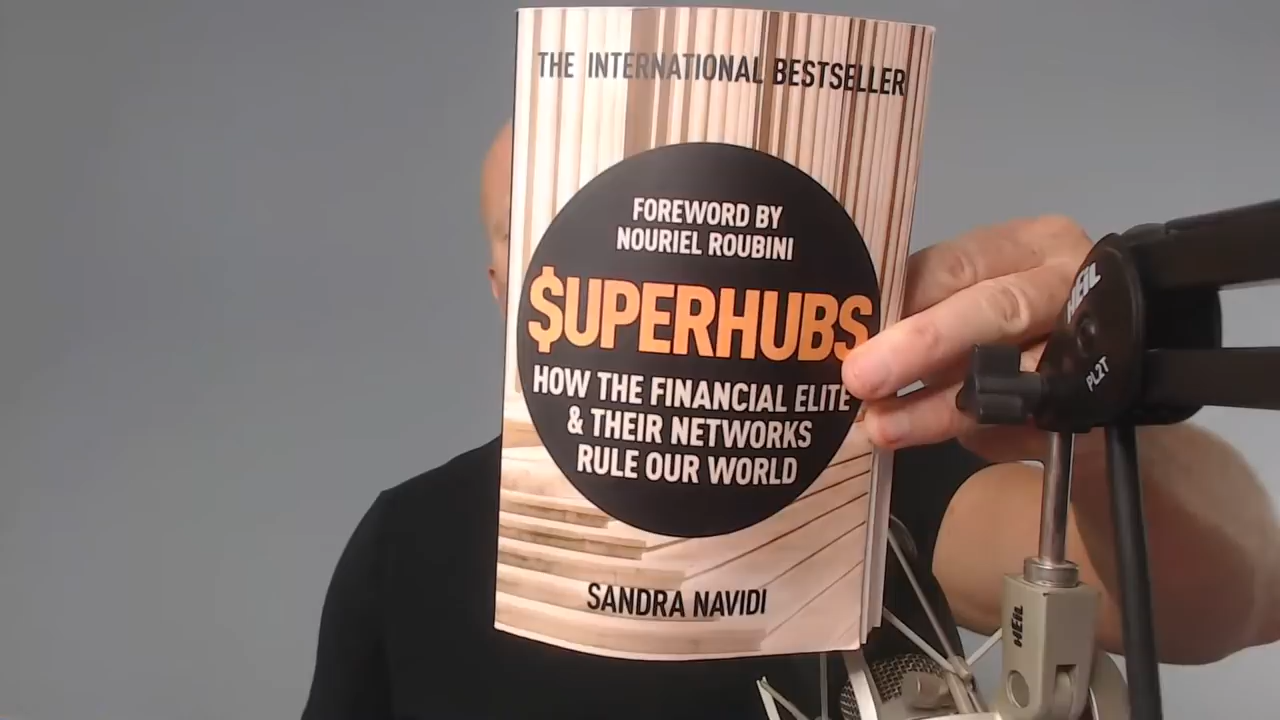 THE INTERNATIONAL BESTSELLER
FOREWORD BY
NOURIEL ROUBINI
$UPERHUBS
HOW THE FINANCIAL ELITE
& THEIR NETWORKS
RULE OUR WORLD
SANDRA NAVIDI
HEIL
PL2T
HEIL